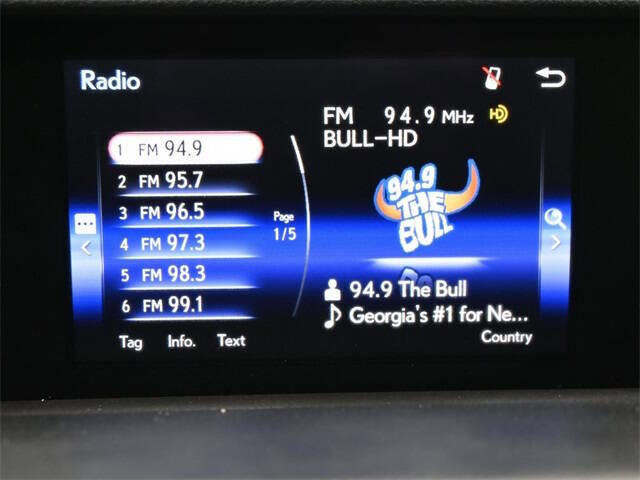 Radio
FM 94.9 MHz HD
BULL-HD
1 FM 94.9
2 FM 95.7
3 FM 96.5
4 FM 97.3
5 FM 98.3
6 FM 99.1
Page
1/5
94.9
THE
BULL
94.9 The Bull
Georgia's #1 for Ne...
Country
Tag Info. Text